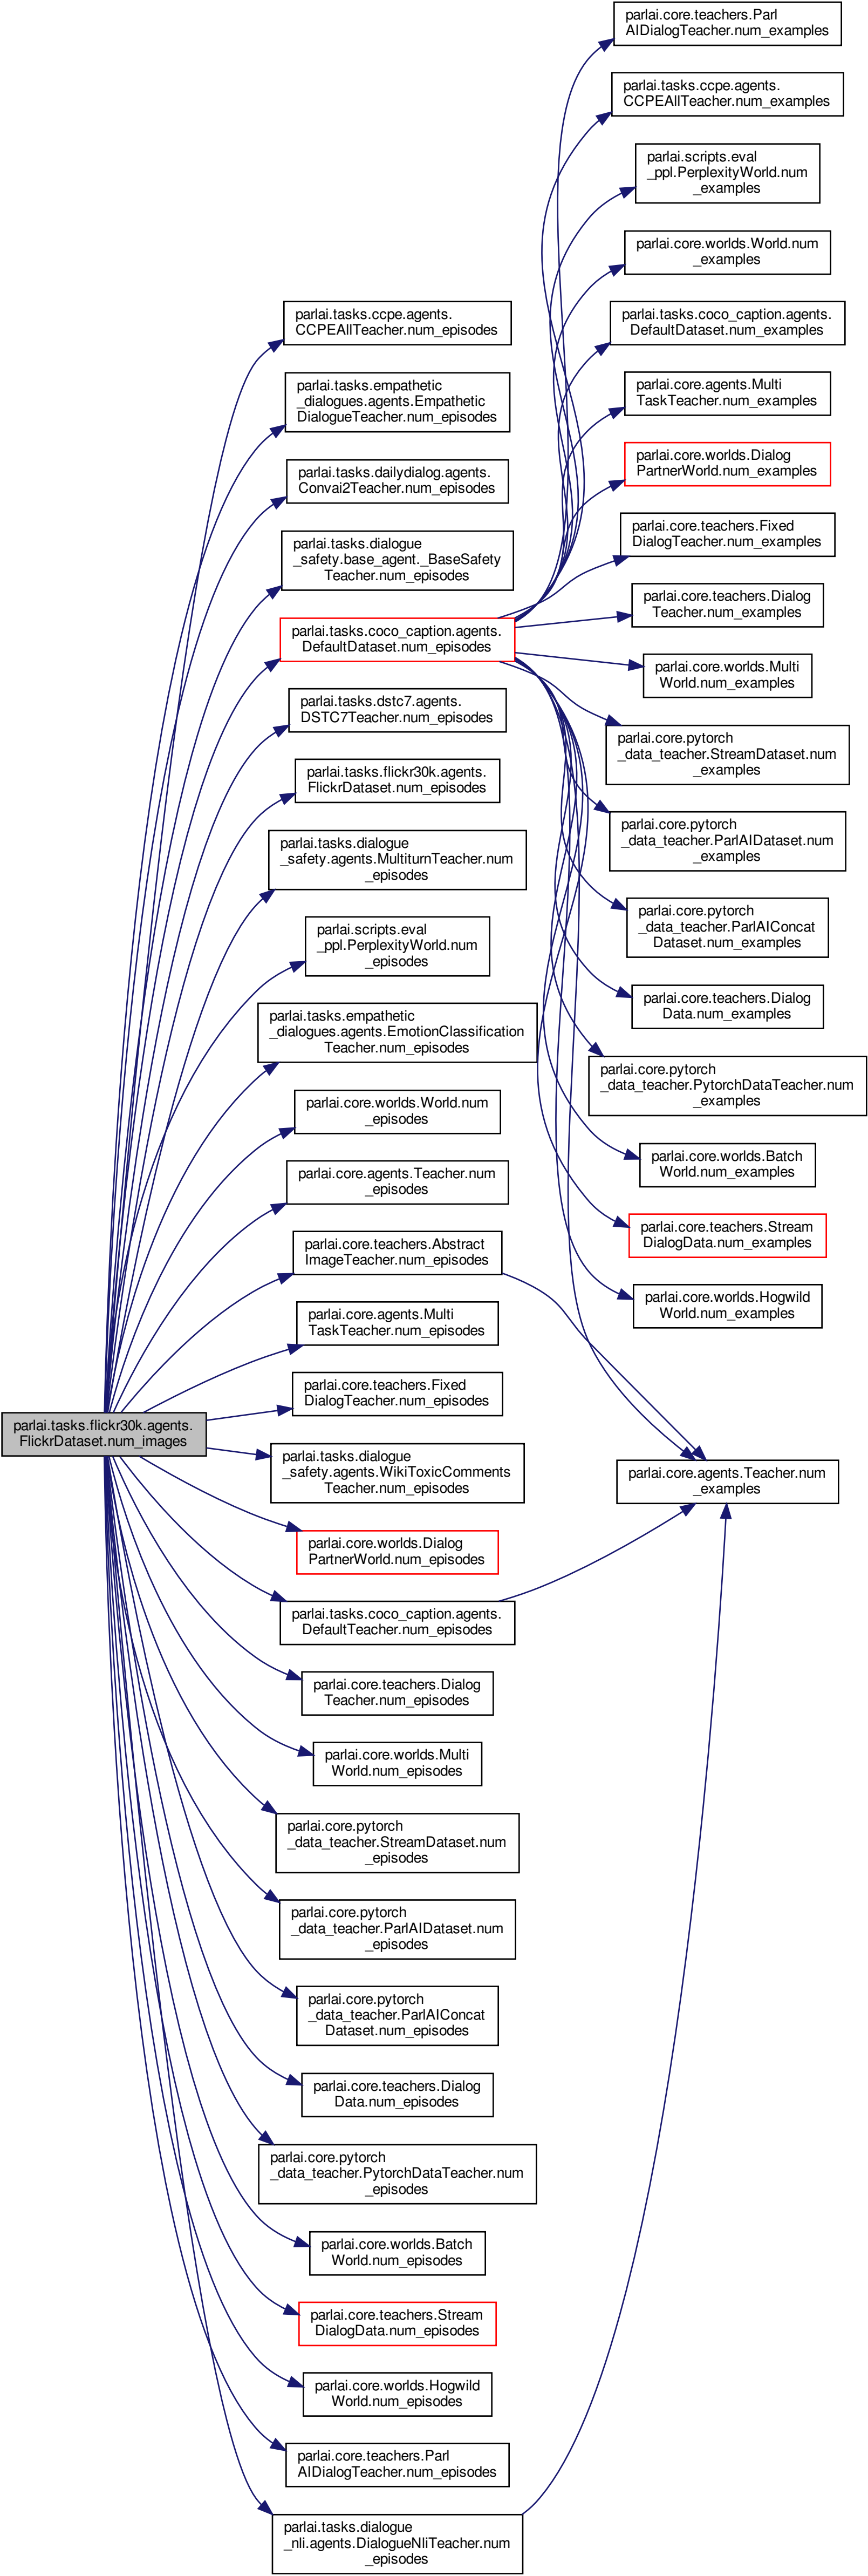 parlai.core.teachers.Parl
AIDialogTeacher.num_examples
parlai.tasks.ccpe.agents.
CCPEAllTeacher.num_examples
parlai.scripts.eval
_ppl.PerplexityWorld.num
_examples
parlai.core.worlds.World.num
_examples
parlai.tasks.coco_caption.agents.
DefaultDataset.num_examples
parlai.core.agents.Multi
TaskTeacher.num_examples
parlai.core.worlds.Dialog
PartnerWorld.num_examples
parlai.core.teachers.Fixed
DialogTeacher.num_examples
parlai.core.teachers.Dialog
Teacher.num_examples
parlai.core.worlds.Multi
World.num_examples
parlai.core.pytorch
_data_teacher.StreamDataset.num
_examples
parlai.core.pytorch
_data_teacher.ParlAIDataset.num
_examples
parlai.core.pytorch
_data_teacher.ParlAIConcat
Dataset.num_examples
parlai.core.teachers.Dialog
Data.num_examples
parlai.core.pytorch
_data_teacher.PytorchDataTeacher.num
_examples
parlai.core.worlds.Batch
World.num_examples
parlai.core.teachers.Stream
DialogData.num_examples
parlai.core.worlds.Hogwild
World.num_examples
parlai.core.agents.Teacher.num
_examples
parlai.tasks.ccpe.agents.
CCPEAllTeacher.num_episodes
parlai.tasks.empathetic
_dialogues.agents.Empathetic
DialogueTeacher.num_episodes
parlai.tasks.dailydialog.agents.
Convai2Teacher.num_episodes
parlai.tasks.dialogue
_safety.base_agent._BaseSafety
Teacher.num_episodes
parlai.tasks.coco_caption.agents.
DefaultDataset.num_episodes
parlai.tasks.dstc7.agents.
DSTC7Teacher.num_episodes
parlai.tasks.flickr30k.agents.
FlickrDataset.num_episodes
parlai.tasks.dialogue
_safety.agents.MultiturnTeacher.num
_episodes
parlai.scripts.eval
_ppl.PerplexityWorld.num
_episodes
parlai.tasks.empathetic
_dialogues.agents.EmotionClassification
Teacher.num_episodes
parlai.core.worlds.World.num
_episodes
parlai.core.agents.Teacher.num
_episodes
parlai.core.teachers.Abstract
ImageTeacher.num_episodes
parlai.core.agents.Multi
TaskTeacher.num_episodes
parlai.core.teachers.Fixed
DialogTeacher.num_episodes
parlai.tasks.flickr30k.agents.
FlickrDataset.num_images
parlai.tasks.dialogue
_safety.agents.WikiToxicComments
Teacher.num_episodes
parlai.core.worlds.Dialog
PartnerWorld.num_episodes
parlai.tasks.coco_caption.agents.
DefaultTeacher.num_episodes
parlai.core.teachers.Dialog
Teacher.num_episodes
parlai.core.worlds.Multi
World.num_episodes
parlai.core.pytorch
_data_teacher.StreamDataset.num
_episodes
parlai.core.pytorch
_data_teacher.ParlAIDataset.num
_episodes
parlai.core.pytorch
_data_teacher.ParlAIConcat
Dataset.num_episodes
parlai.core.teachers.Dialog
Data.num_episodes
parlai.core.pytorch
_data_teacher.PytorchDataTeacher.num
_episodes
parlai.core.worlds.Batch
World.num_episodes
parlai.core.teachers.Stream
DialogData.num_episodes
parlai.core.worlds.Hogwild
World.num_episodes
parlai.core.teachers.Parl
AIDialogTeacher.num_episodes
parlai.tasks.dialogue
_nli.agents.DialogueNliTeacher.num
_episodes